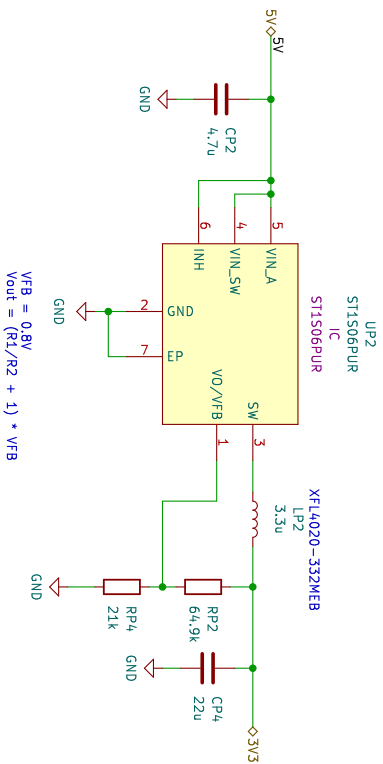 5V
5V
GND
CP2
4.7u
UP2
ST1S06PUR
IC
ST1S06PUR
5
VIN_A
4
VIN_SW
6
INH
2
GND
7
EP
GND
SW
3
VO/VFB
1
XFL4020-332MEB
LP2
3.3u
RP2
64.9k
RP4
21k
GND
CP4
22u
GND
3V3
VFB = 0.8V
Vout = (R1/R2 + 1) * VFB